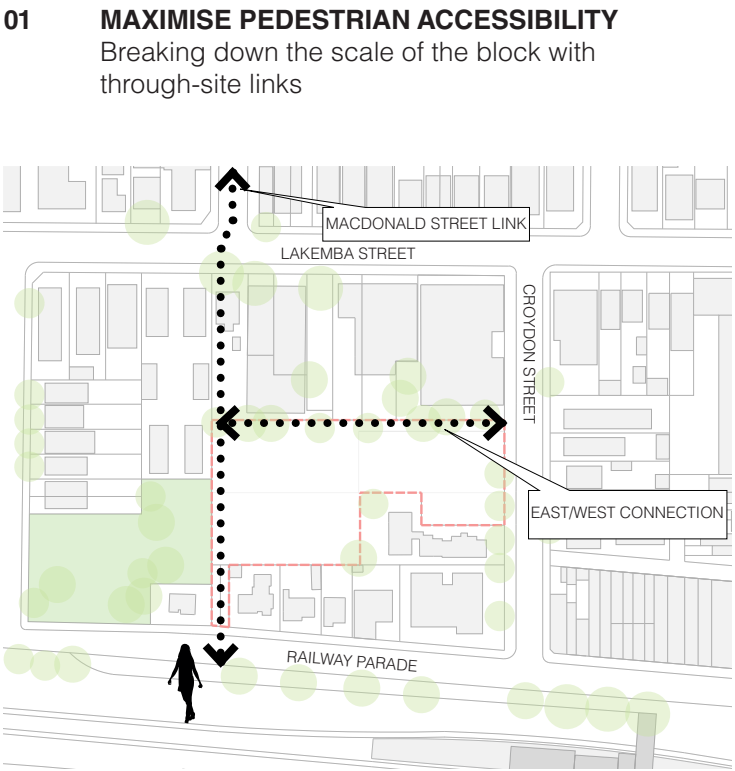 01 MAXIMISE PEDESTRIAN ACCESSIBILITY
Breaking down the scale of the block with
through-site links
MACDONALD STREET LINK
LAKEMBA STREET
CROYDON STREET
EAST/WEST CONNECTION
RAILWAY PARADE